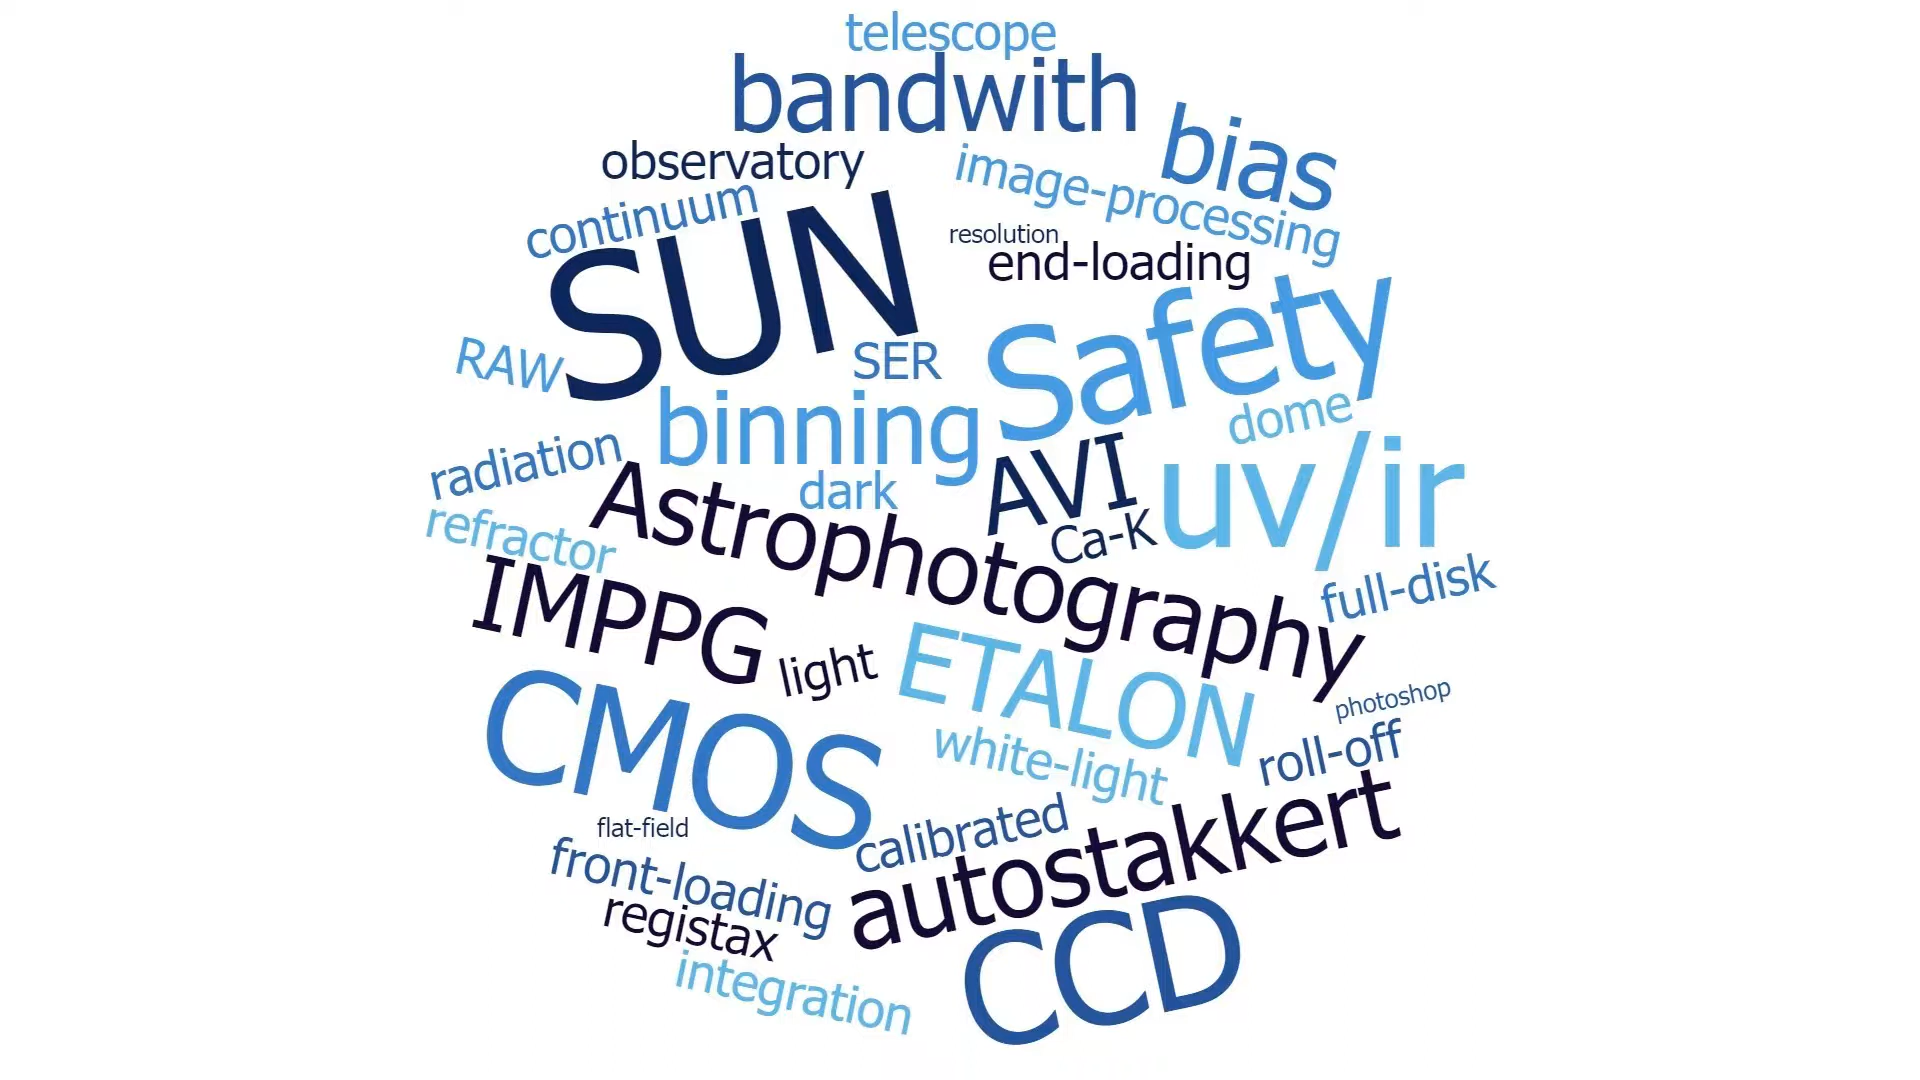 telescope
bandwith
bias
observatory
image-processing
continuum
resolution
SUN
end-loading
Safety
RAW
SER
binning
dome
radiation
dark
AVI
uv/ir
Astrophotography
Ca-K
refractor
full-disk
IMPPG
light
ETALON
photoshop
CMOS
white-light
roll-off
flat-field
calibrated
autostakkert
front-loading
registax
CCD
integration